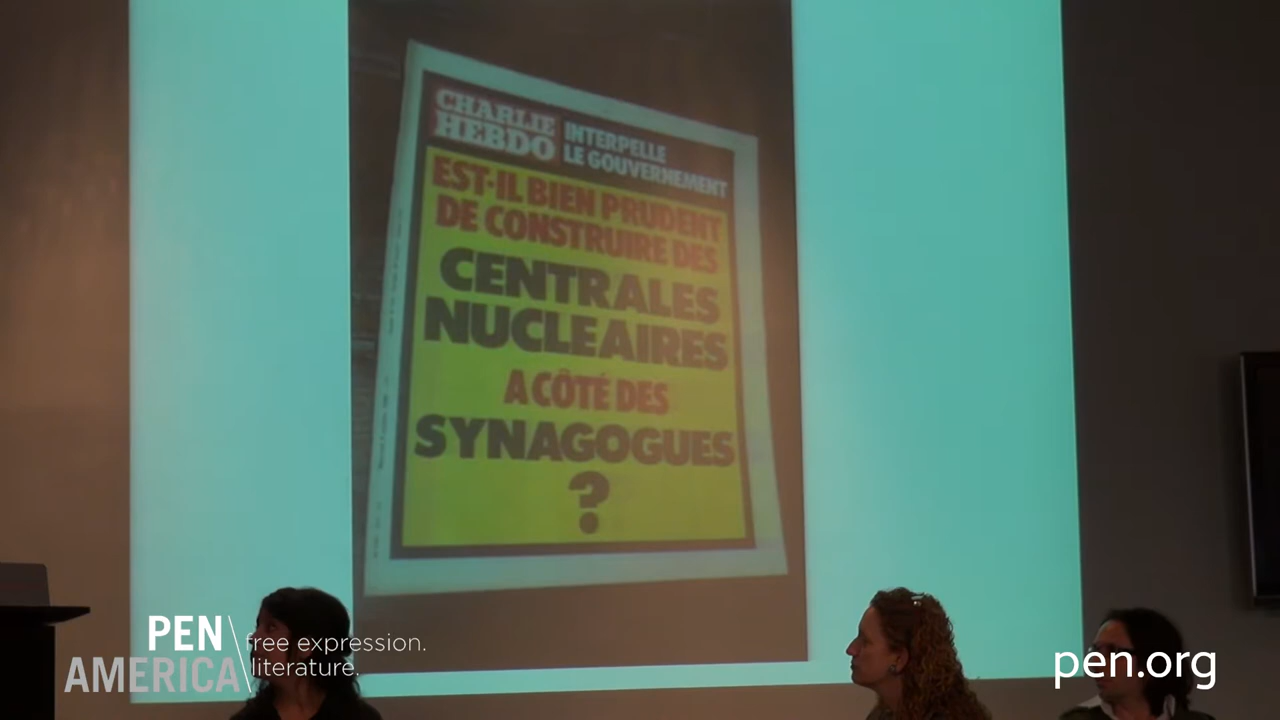 CHARLIE
HEBDO
INTERPELLE
LE GOUVERNEMENT
EST-IL BIEN PRUDENT
DE CONSTRUIRE DES
CENTRALES
NUCLEAIRES
A CÔTÉ DES
SYNAGOGUES
?
PEN
AMERICA
free expression.
literature.
pen.org